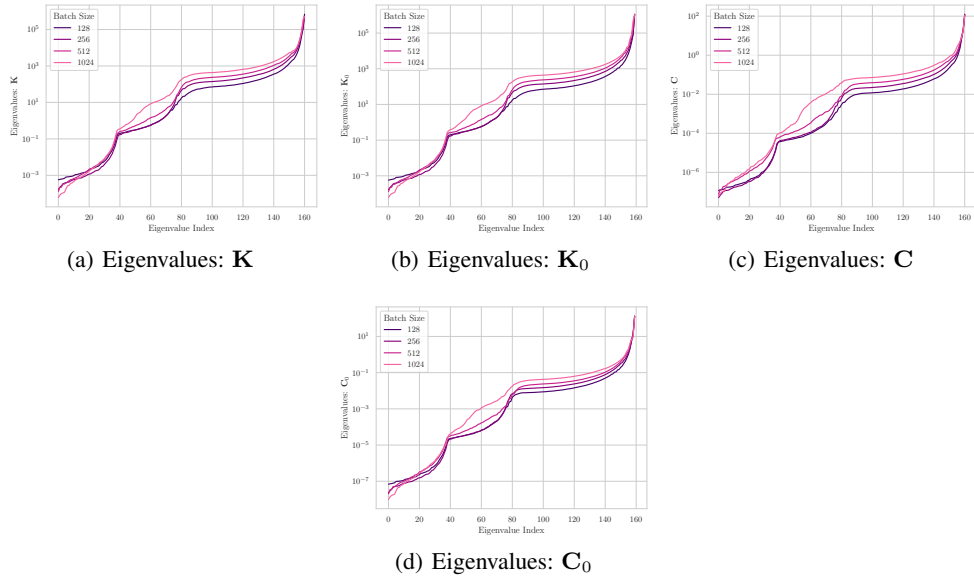 Batch Size
128
256
512
1024
Eigenvalues: K
10^5
10^3
10^1
10^{-1}
10^{-3}
0 20 40 60 80 100 120 140 160
Eigenvalue Index
(a) Eigenvalues: K
Batch Size
128
256
512
1024
Eigenvalues: K_0
10^5
10^3
10^1
10^{-1}
10^{-3}
0 20 40 60 80 100 120 140 160
Eigenvalue Index
(b) Eigenvalues: K_0
Batch Size
128
256
512
1024
Eigenvalues: C
10^2
10^0
10^{-2}
10^{-4}
10^{-6}
0 20 40 60 80 100 120 140 160
Eigenvalue Index
(c) Eigenvalues: C
Batch Size
128
256
512
1024
Eigenvalues: C_0
10^1
10^{-1}
10^{-3}
10^{-5}
10^{-7}
0 20 40 60 80 100 120 140 160
Eigenvalue Index
(d) Eigenvalues: C_0